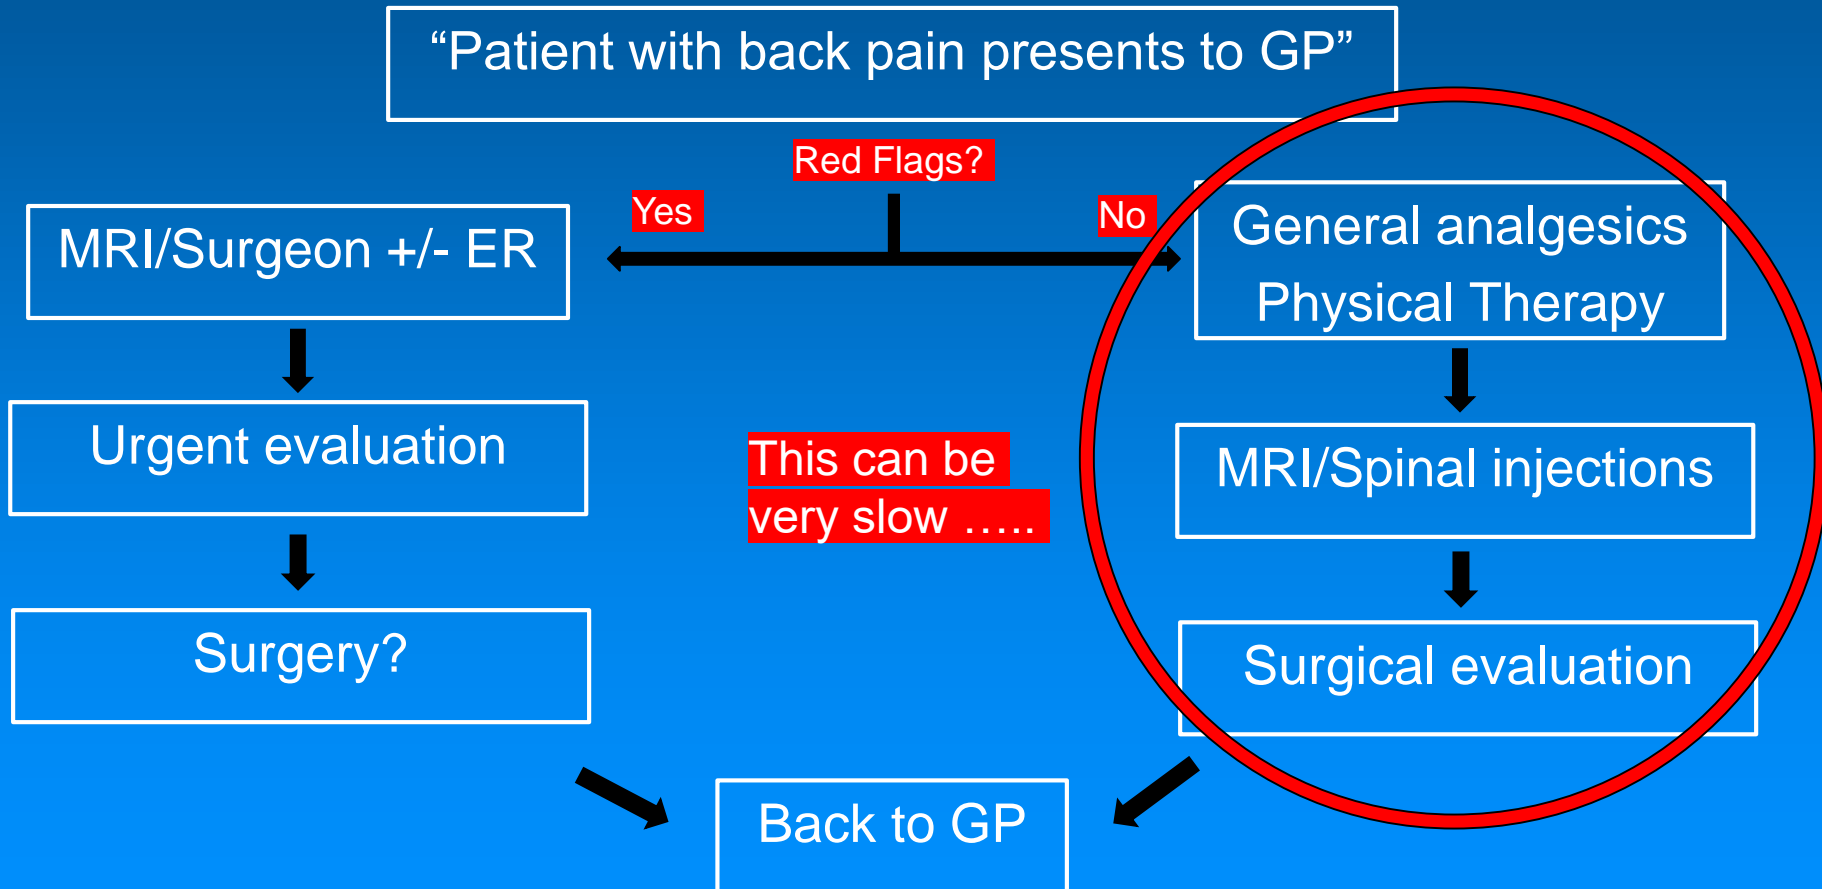 “Patient with back pain presents to GP”
Red Flags?
Yes
No
MRI/Surgeon +/- ER
General analgesics
Physical Therapy
Urgent evaluation
This can be
very slow …..
MRI/Spinal injections
Surgery?
Surgical evaluation
Back to GP